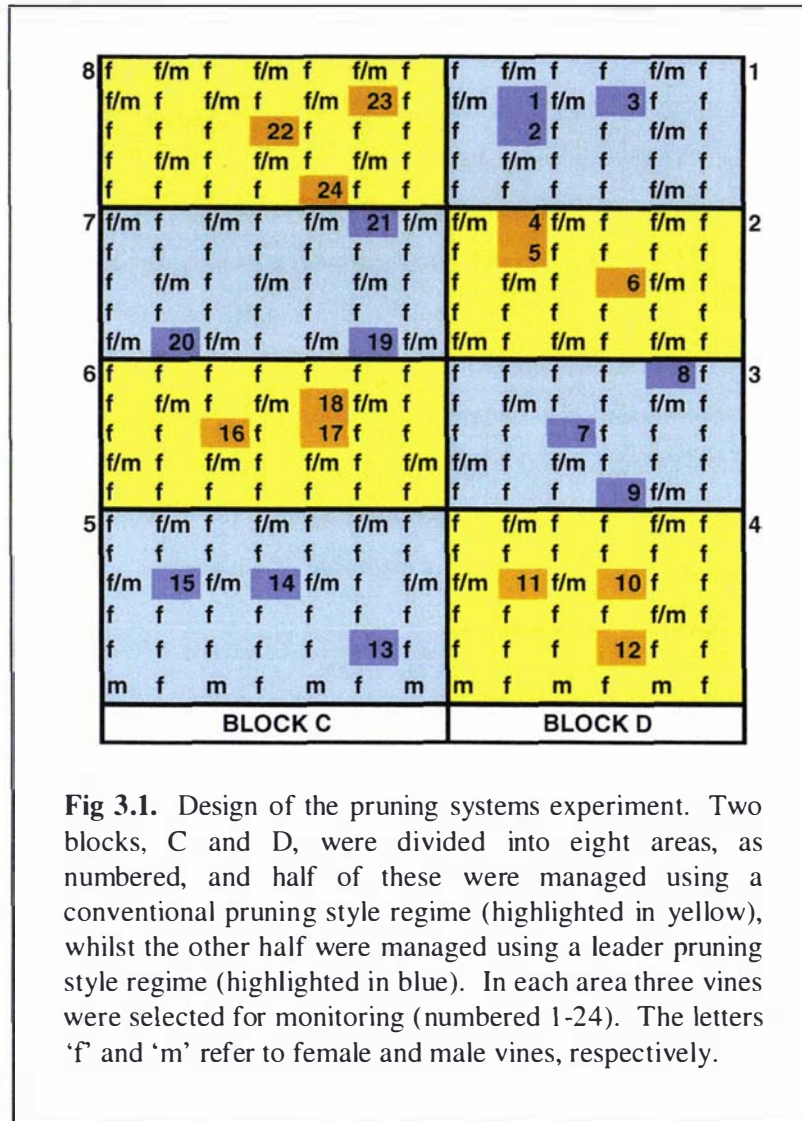 8 f f/m f f/m f f/m f f f/m f f f/m f 1
f/m f f/m f f/m 23 f f/m 1 f/m 3 f f
f f f 22 f f f f 2 f f f/m f
f f/m f f/m f f/m f f f/m f f f f
f f f f 24 f f f f f f f/m f
7 f/m f f/m f f/m 21 f/m f/m 4 f/m f f/m f 2
f f f f f f f f 5 f f f f
f f/m f f/m f f/m f f f/m f 6 f/m f
f f f f f f f f f f f f f
f/m 20 f/m f f/m 19 f/m f/m f f/m f f/m f
6 f f f f f f f f f f f 8 f 3
f f/m f f/m 18 f/m f f f/m f f f/m f
f f 16 f 17 f f f f 7 f f f
f/m f f/m f f/m f f/m f/m f f/m f f f
f f f f f f f f f f 9 f/m f
5 f f/m f f/m f f/m f f f/m f f f/m f 4
f f f f f f f f f f f f f
f/m 15 f/m 14 f/m f f/m f/m 11 f/m 10 f f
f f f f f f f f f f f f/m f
f f f f f 13 f f f f 12 f f
m f m f m f m m f m f m f
BLOCK C BLOCK D
Fig 3.1. Design of the pruning systems experiment. Two
blocks, C and D, were divided into eight areas, as
numbered, and half of these were managed using a
conventional pruning style regime (highlighted in yellow),
whilst the other half were managed using a leader pruning
style regime (highlighted in blue). In each area three vines
were selected for monitoring (numbered 1-24). The letters
‘f’ and ‘m’ refer to female and male vines, respectively.